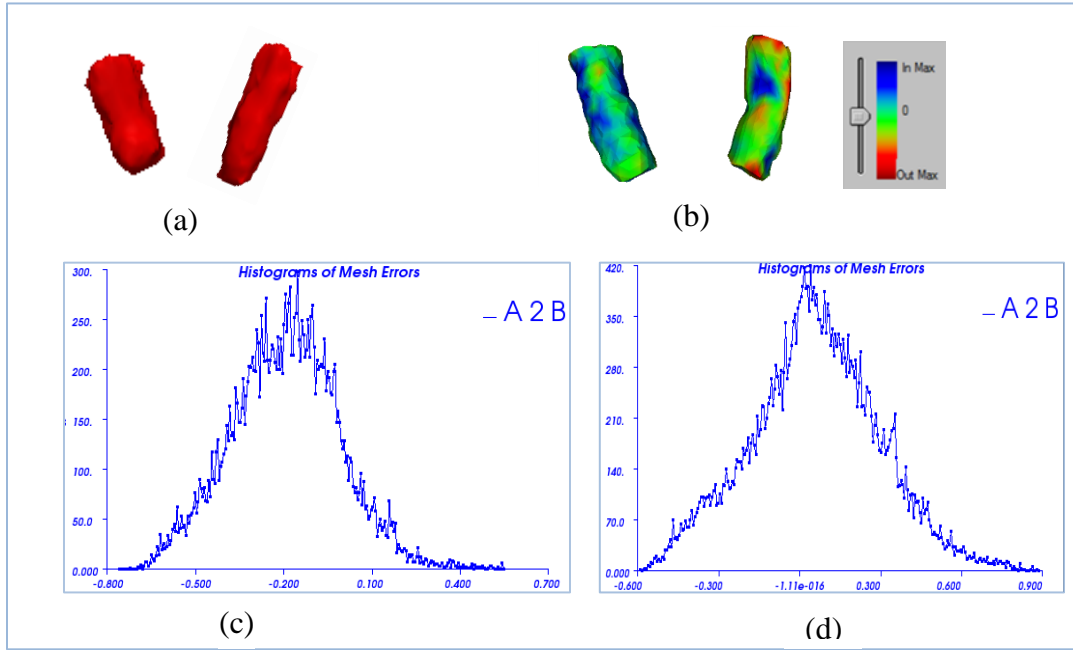 In Max
0
Out Max
(a)
(b)
Histograms of Mesh Errors
A 2 B
300.
250.
200.
150.
100.
50.0
0.000
-0.800 -0.500 -0.200 0.100 0.400 0.700
(c)
Histograms of Mesh Errors
A 2 B
420.
350.
280.
210.
140.
70.0
0.000
-0.600 -0.300 -1.11e-016 0.300 0.600 0.900
(d)